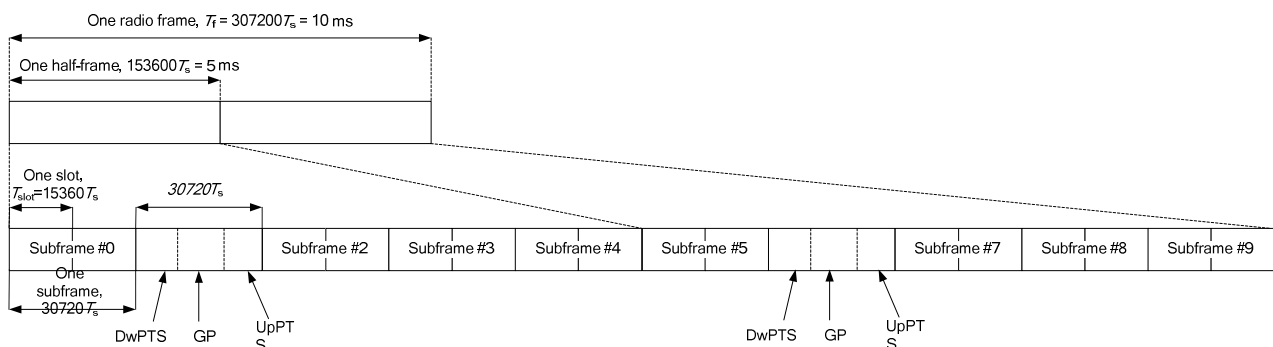 One radio frame, Tf = 307200Ts = 10 ms
One half-frame, 153600Ts = 5 ms
One slot,
Tslot=15360Ts
30720Ts
Subframe #0
Subframe #2
Subframe #3
Subframe #4
Subframe #5
Subframe #7
Subframe #8
Subframe #9
One
subframe,
30720Ts
DwPTS
GP
UpPT
S
DwPTS
GP
UpPT
S